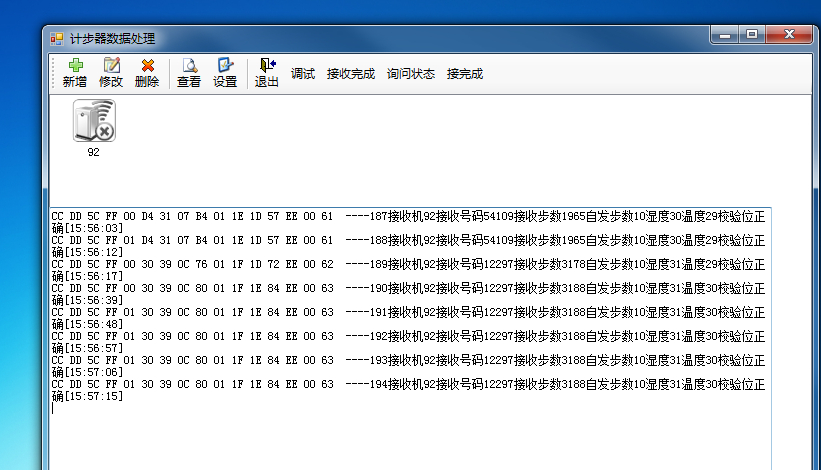 计步器数据处理
新增 修改 删除 查看 设置 退出 调试 接收完成 询问状态 接完成
92
CC DD 5C FF 00 D4 31 07 B4 01 1E 1D 57 EE 00 61 ----187接收机92接收号码54109接收步数1965自发步数10湿度30温度29校验位正
确[15:56:03]
CC DD 5C FF 01 D4 31 07 B4 01 1E 1D 57 EE 00 61 ----188接收机92接收号码54109接收步数1965自发步数10湿度30温度29校验位正
确[15:56:12]
CC DD 5C FF 00 30 39 0C 76 01 1F 1D 72 EE 00 62 ----189接收机92接收号码12297接收步数3178自发步数10湿度31温度29校验位正
确[15:56:17]
CC DD 5C FF 00 30 39 0C 80 01 1F 1E 84 EE 00 63 ----190接收机92接收号码12297接收步数3188自发步数10湿度31温度30校验位正
确[15:56:39]
CC DD 5C FF 01 30 39 0C 80 01 1F 1E 84 EE 00 63 ----191接收机92接收号码12297接收步数3188自发步数10湿度31温度30校验位正
确[15:56:48]
CC DD 5C FF 01 30 39 0C 80 01 1F 1E 84 EE 00 63 ----192接收机92接收号码12297接收步数3188自发步数10湿度31温度30校验位正
确[15:56:57]
CC DD 5C FF 01 30 39 0C 80 01 1F 1E 84 EE 00 63 ----193接收机92接收号码12297接收步数3188自发步数10湿度31温度30校验位正
确[15:57:06]
CC DD 5C FF 01 30 39 0C 80 01 1F 1E 84 EE 00 63 ----194接收机92接收号码12297接收步数3188自发步数10湿度31温度30校验位正
确[15:57:15]